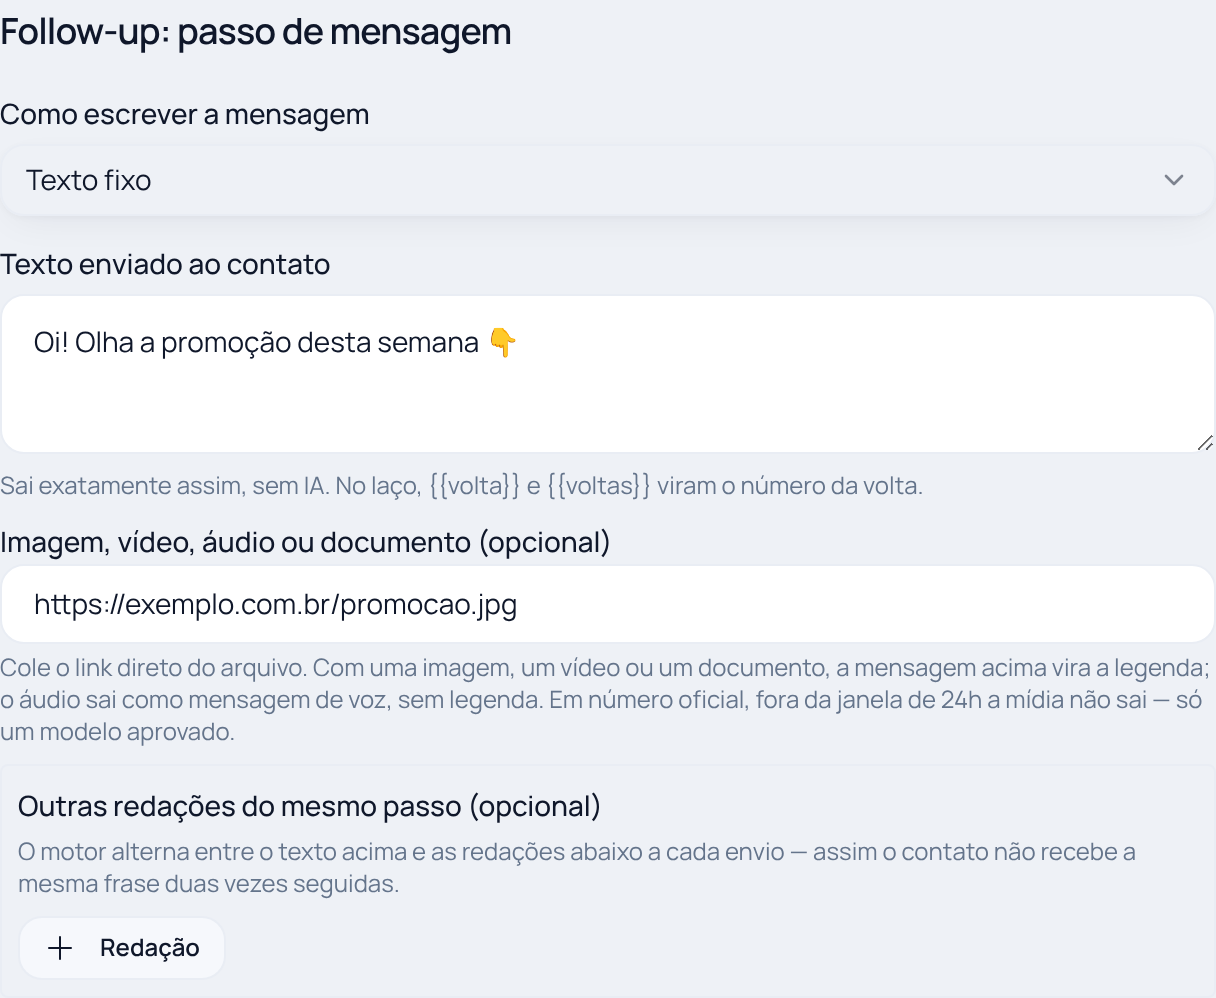 Follow-up: passo de mensagem
Como escrever a mensagem
Texto fixo
Texto enviado ao contato
Oi! Olha a promoção desta semana 👇
Sai exatamente assim, sem IA. No laço, {{volta}} e {{voltas}} viram o número da volta.
Imagem, vídeo, áudio ou documento (opcional)
https://exemplo.com.br/promocao.jpg
Cole o link direto do arquivo. Com uma imagem, um vídeo ou um documento, a mensagem acima vira a legenda;
o áudio sai como mensagem de voz, sem legenda. Em número oficial, fora da janela de 24h a mídia não sai — só
um modelo aprovado.
Outras redações do mesmo passo (opcional)
O motor alterna entre o texto acima e as redações abaixo a cada envio — assim o contato não recebe a
mesma frase duas vezes seguidas.
+ Redação